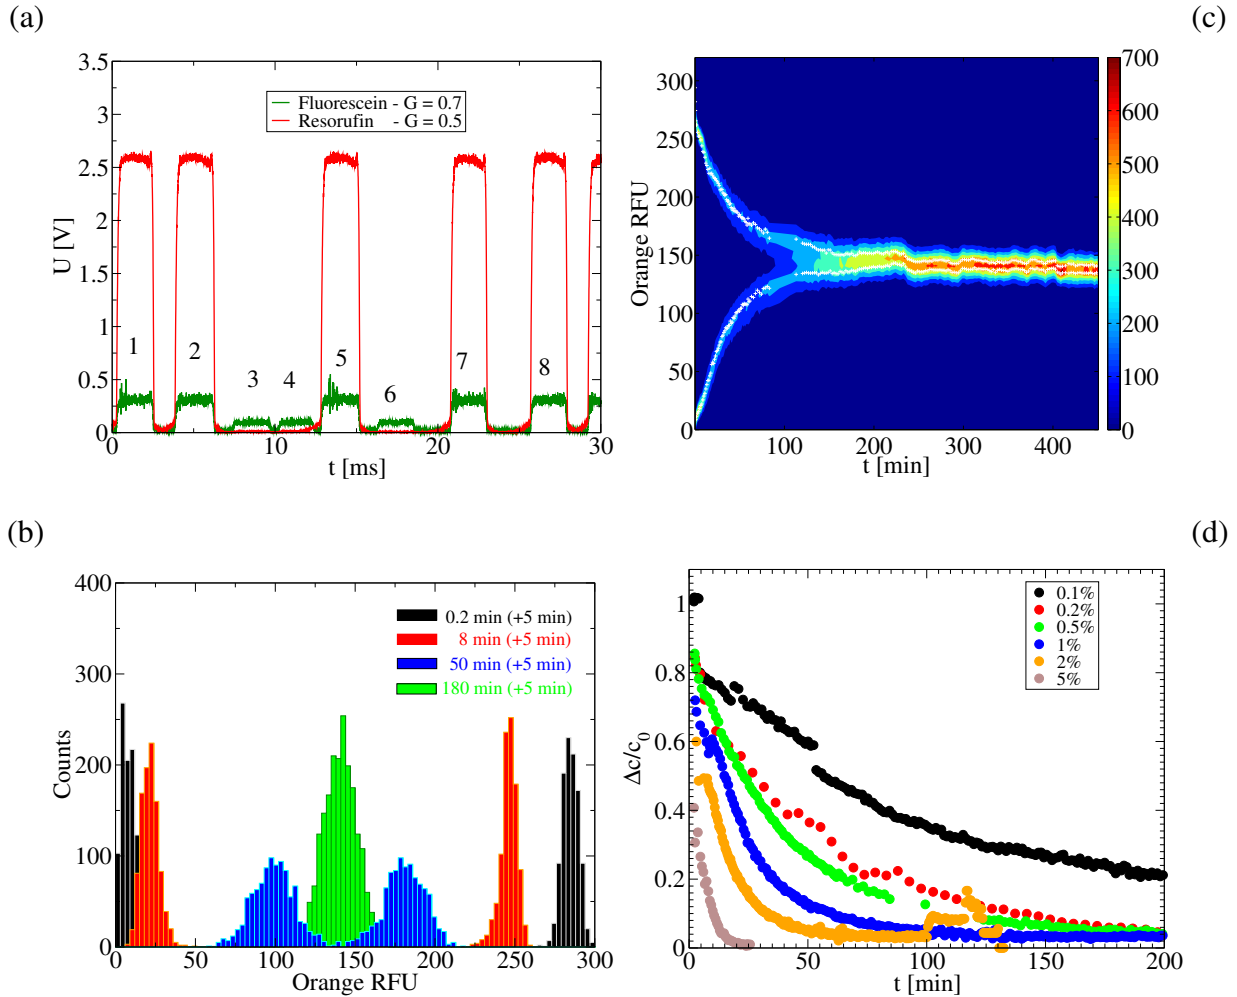 (a)
3.5
3
2.5
2
1.5
1
0.5
0
U [V]
Fluorescein - G = 0.7
Resorufin - G = 0.5
1 2 3 4 5 6 7 8
0 10 20 30
t [ms]
(c)
300
250
200
150
100
50
0
Orange RFU
100 200 300 400
t [min]
700
600
500
400
300
200
100
0
(b)
400
300
200
100
0
Counts
0.2 min (+5 min)
8 min (+5 min)
50 min (+5 min)
180 min (+5 min)
0 50 100 150 200 250 300
Orange RFU
(d)
1
0.8
0.6
0.4
0.2
0
Δc/c0
0.1%
0.2%
0.5%
1%
2%
5%
0 50 100 150 200
t [min]